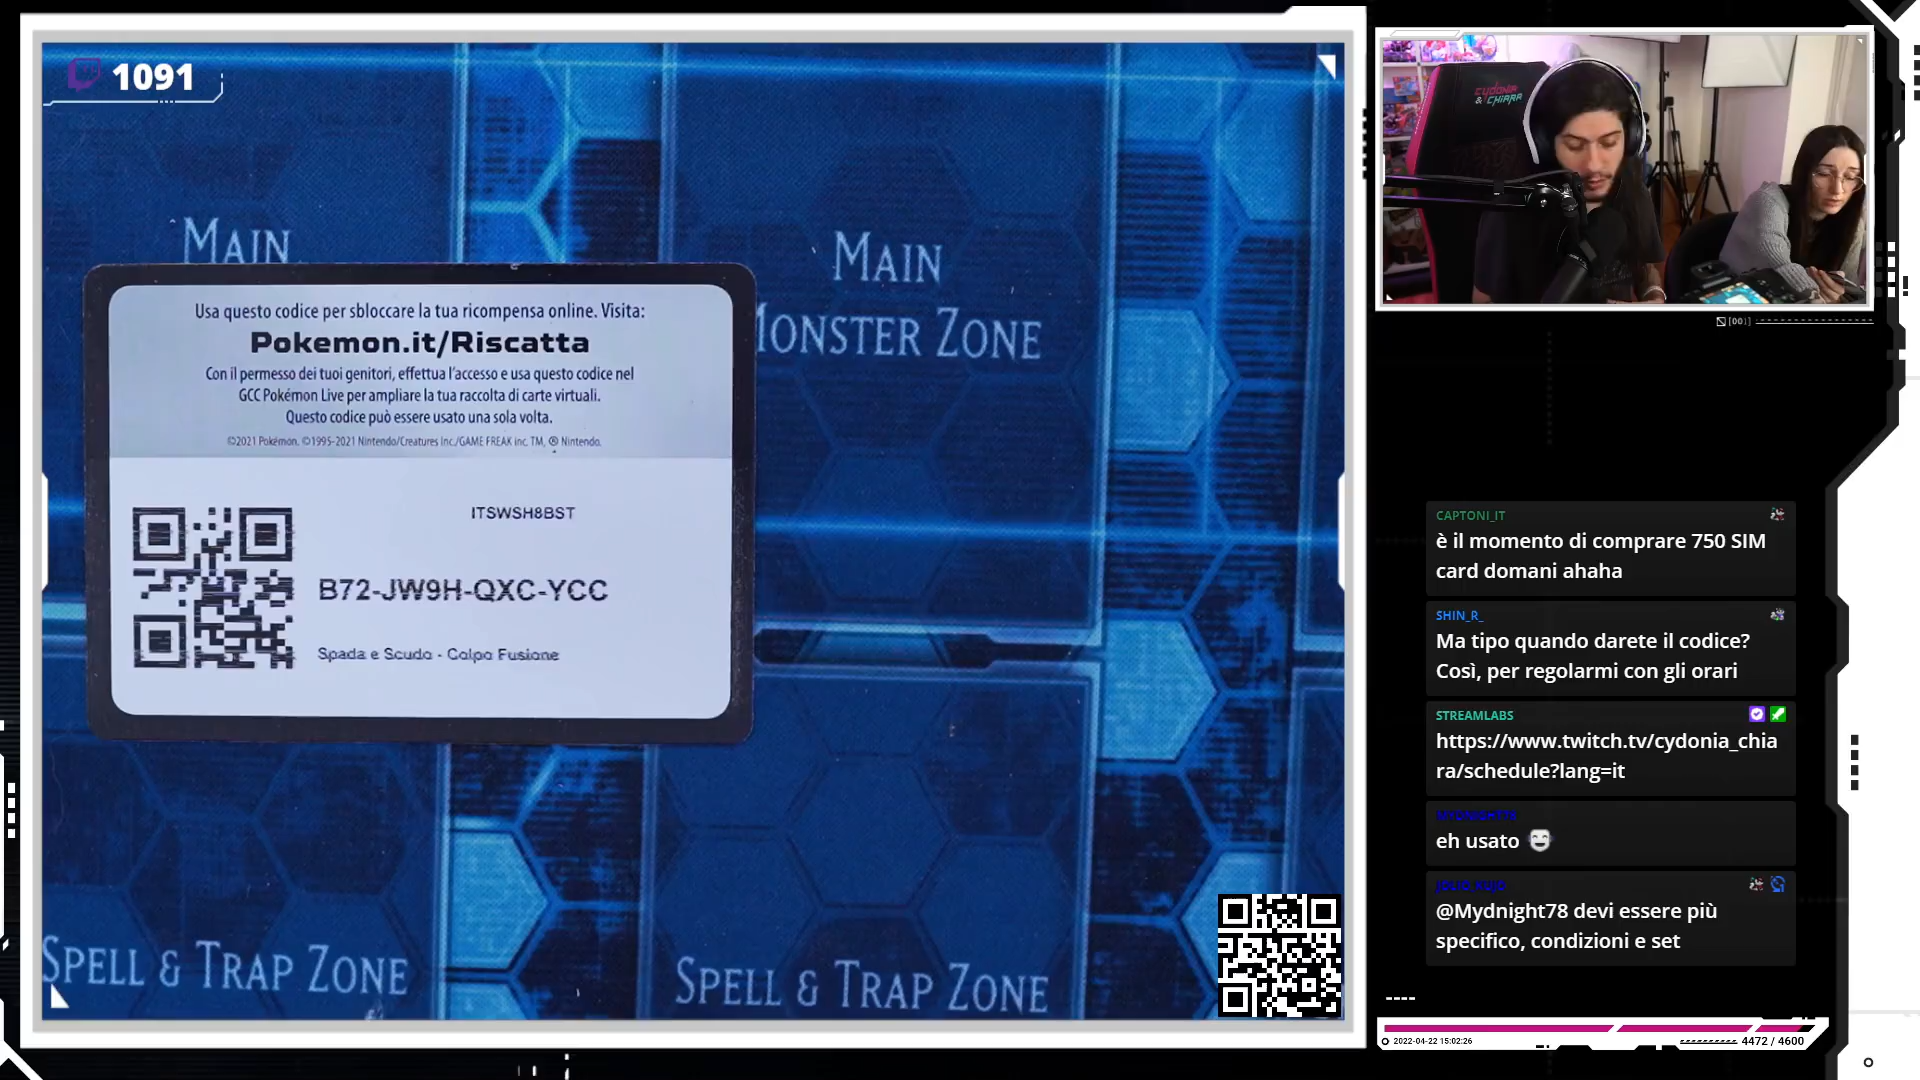 1091
MAIN
MAIN
MONSTER ZONE
Usa questo codice per sbloccare la tua ricompensa online. Visita:
Pokemon.it/Riscatta
Con il permesso dei tuoi genitori, effettua l'accesso e usa questo codice nel
GCC Pokémon Live per ampliare la tua raccolta di carte virtuali.
Questo codice può essere usato una sola volta.
©2021 Pokémon. ©1995-2021 Nintendo/Creatures Inc./GAME FREAK inc. TM, ® Nintendo.
ITSWSH8BST
B72-JW9H-QXC-YCC
Spada e Scudo - Colpo Fusione
SPELL & TRAP ZONE
SPELL & TRAP ZONE
CYDONIA
& CHIARA
[001]
CAPTONI_IT
è il momento di comprare 750 SIM
card domani ahaha
SHIN_R_
Ma tipo quando darete il codice?
Così, per regolarmi con gli orari
STREAMLABS
https://www.twitch.tv/cydonia_chia
ra/schedule?lang=it
MYDNIGHT78
eh usato
@Mydnight78 devi essere più
specifico, condizioni e set
----
2022-04-22 15:02:26
4472 / 4600